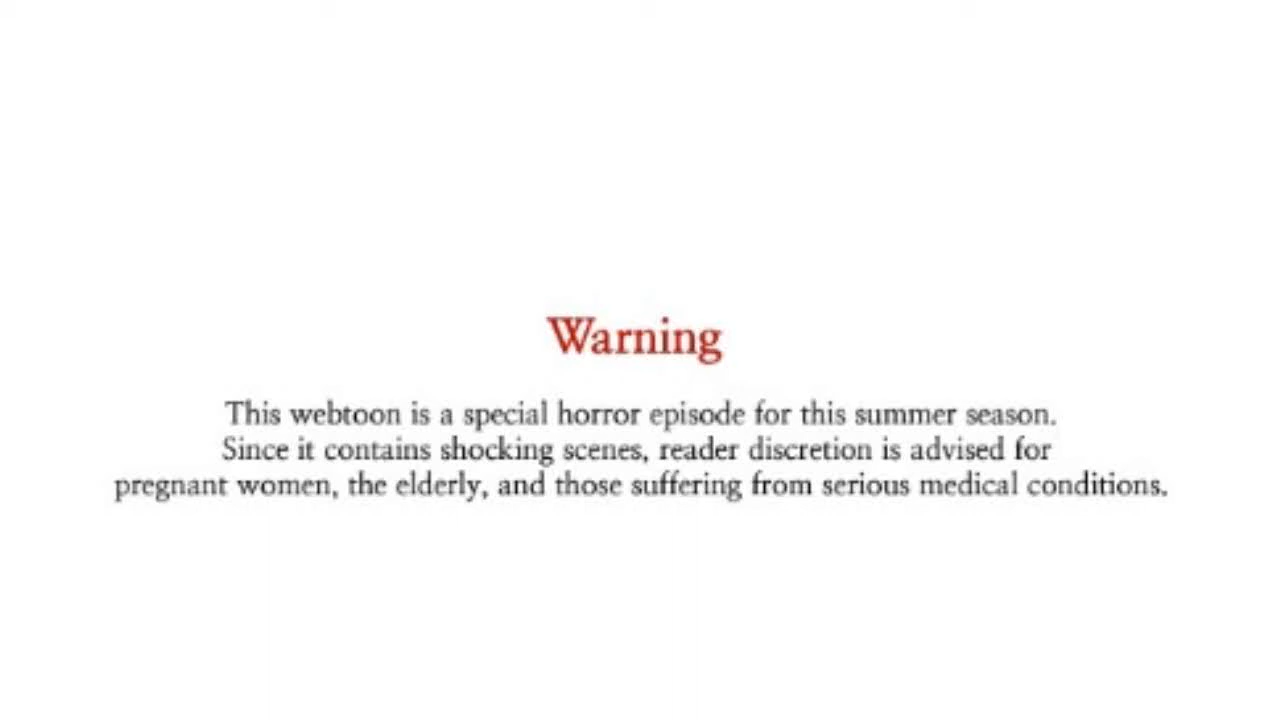 Warning
This webtoon is a special horror episode for this summer season.
Since it contains shocking scenes, reader discretion is advised for
pregnant women, the elderly, and those suffering from serious medical conditions.